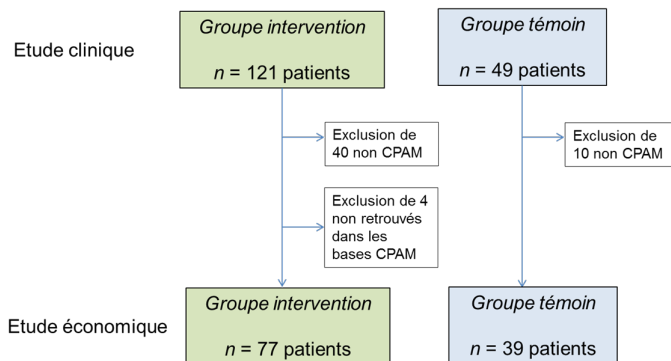 Etude clinique
Groupe intervention
n = 121 patients
Groupe témoin
n = 49 patients
Exclusion de
40 non CPAM
Exclusion de
10 non CPAM
Exclusion de 4
non retrouvés
dans les
bases CPAM
Etude économique
Groupe intervention
n = 77 patients
Groupe témoin
n = 39 patients